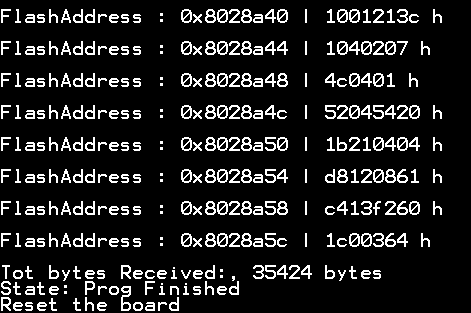 FlashAddress : 0x8028a40 | 1001213c h
FlashAddress : 0x8028a44 | 1040207 h
FlashAddress : 0x8028a48 | 4c0401 h
FlashAddress : 0x8028a4c | 52045420 h
FlashAddress : 0x8028a50 | 1b210404 h
FlashAddress : 0x8028a54 | d8120861 h
FlashAddress : 0x8028a58 | c413f260 h
FlashAddress : 0x8028a5c | 1c00364 h
Tot bytes Received:, 35424 bytes
State: Prog Finished
Reset the board